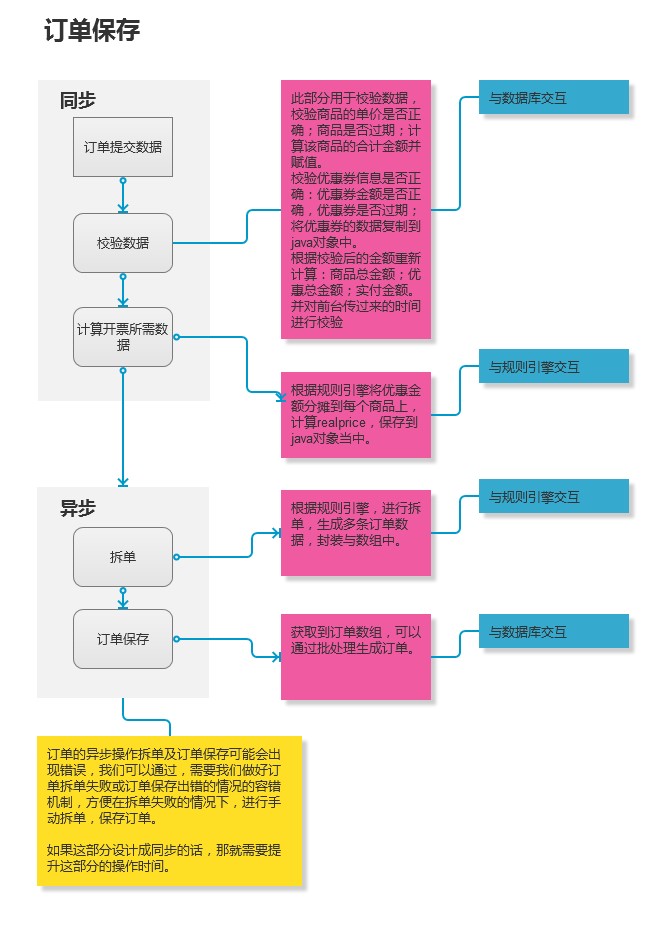 订单保存
同步
订单提交数据
校验数据
计算开票所需数
据
此部分用于校验数据，
校验商品的单价是否正
确；商品是否过期；计
算该商品的合计金额并
赋值。
校验优惠券信息是否正
确：优惠券金额是否正
确，优惠券是否过期；
将优惠券的数据复制到
java对象中。
根据校验后的金额重新
计算：商品总金额；优
惠总金额；实付金额。
并对前台传过来的时间
进行校验
与数据库交互
根据规则引擎将优惠金
额分摊到每个商品上，
计算realprice，保存到
java对象当中。
与规则引擎交互
异步
拆单
订单保存
根据规则引擎，进行拆
单，生成多条订单数
据，封装与数组中。
与规则引擎交互
获取到订单数组，可以
通过批处理生成订单。
与数据库交互
订单的异步操作拆单及订单保存可能会出
现错误，我们可以通过，需要我们做好订
单拆单失败或订单保存出错的情况的容错
机制，方便在拆单失败的情况下，进行手
动拆单，保存订单。
如果这部分设计成同步的话，那就需要提
升这部分的操作时间。